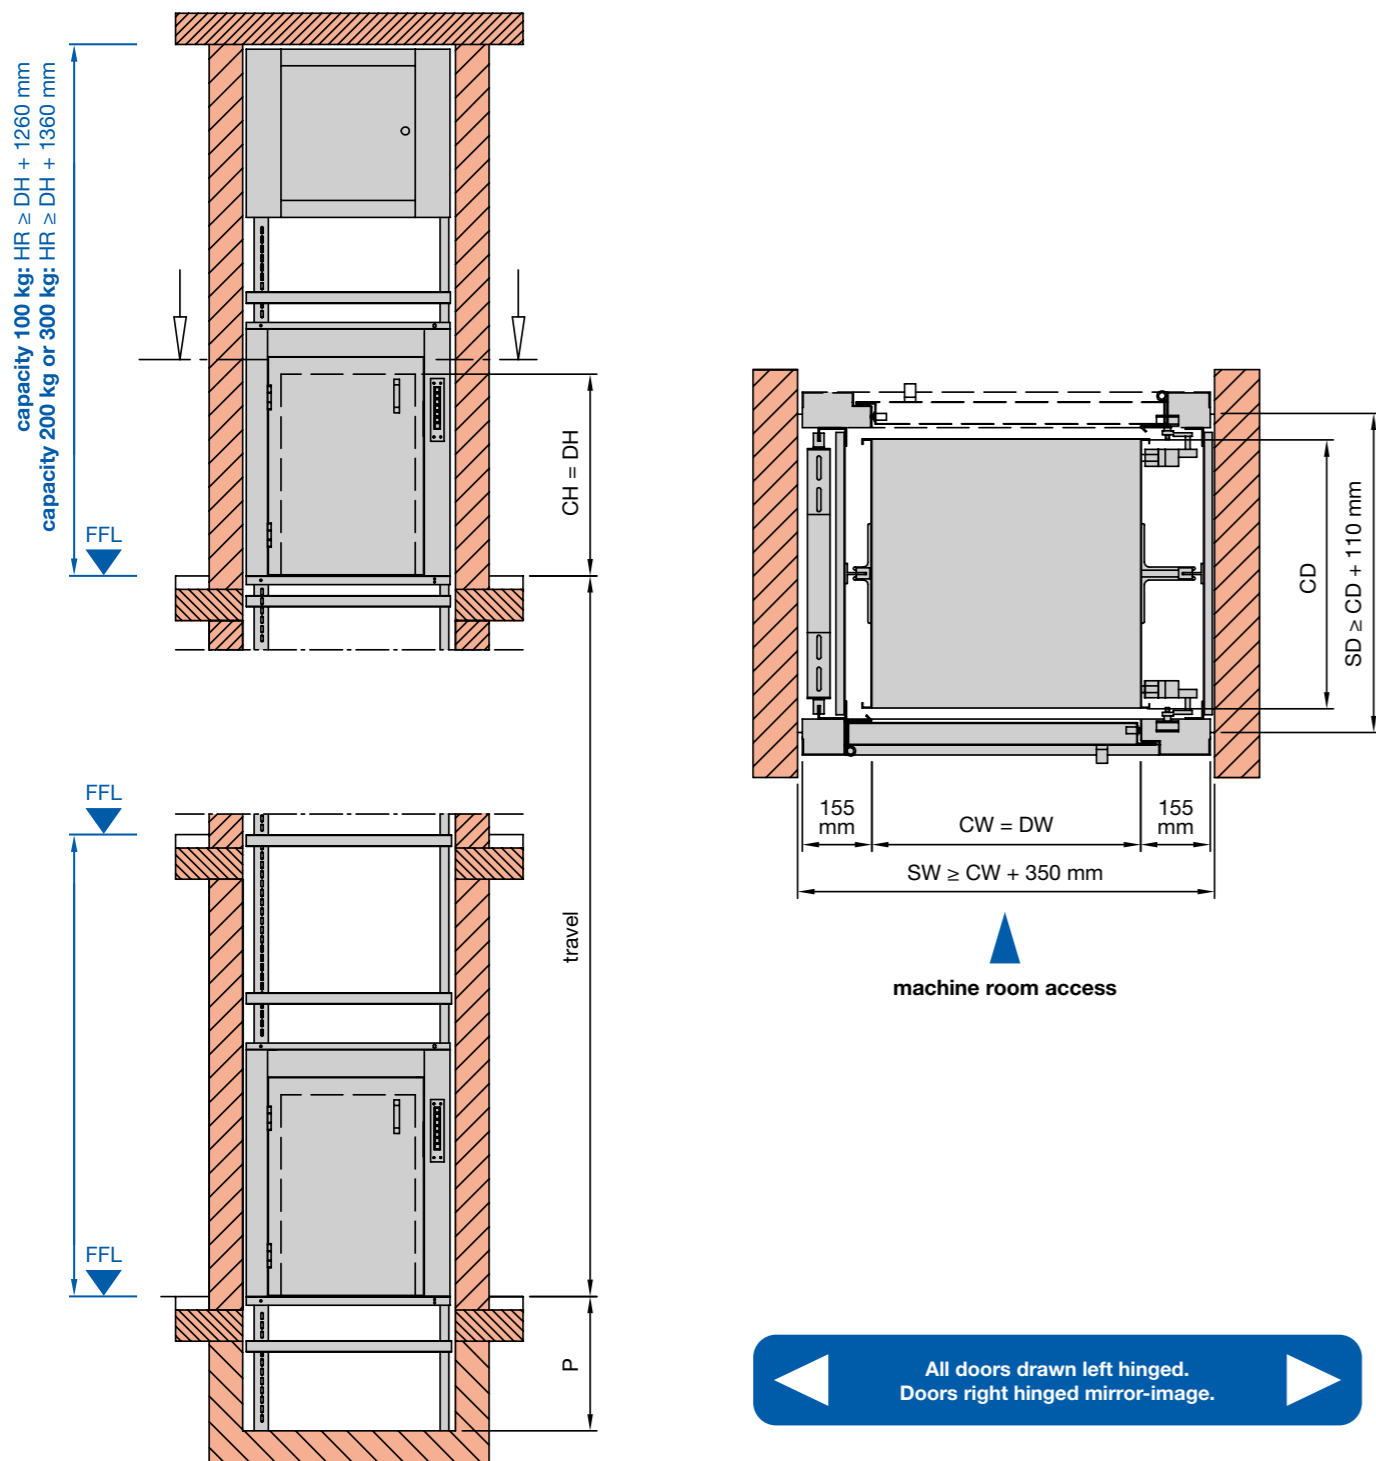 capacity 100 kg: HR ≥ DH + 1260 mm
capacity 200 kg or 300 kg: HR ≥ DH + 1360 mm
FFL
CH = DH
FFL
travel
FFL
P
CD
SD ≥ CD + 110 mm
155
mm
CW = DW
155
mm
SW ≥ CW + 350 mm
machine room access
All doors drawn left hinged.
Doors right hinged mirror-image.